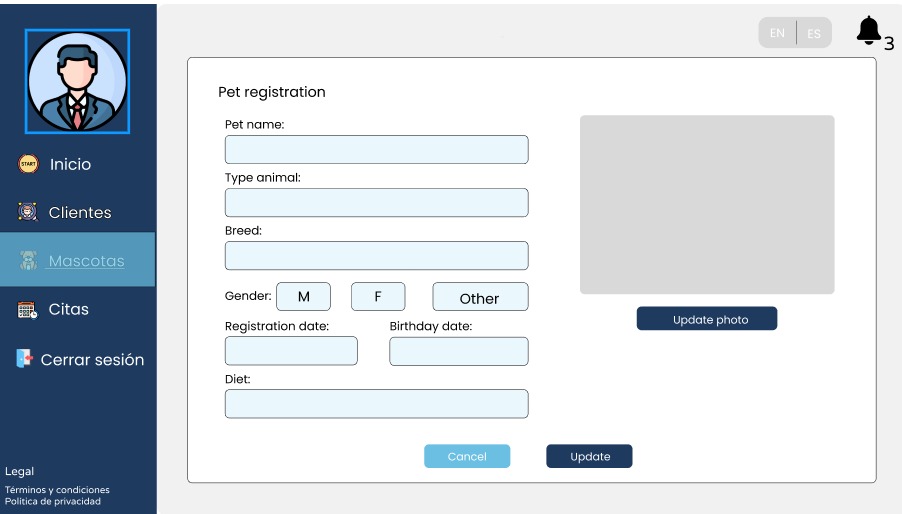 EN ES
3
START Inicio
Clientes
Mascotas
Citas
Cerrar sesión
Legal
Términos y condiciones
Política de privacidad
Pet registration
Pet name:
Type animal:
Breed:
Gender: M F Other
Registration date: Birthday date:
Diet:
Update photo
Cancel Update